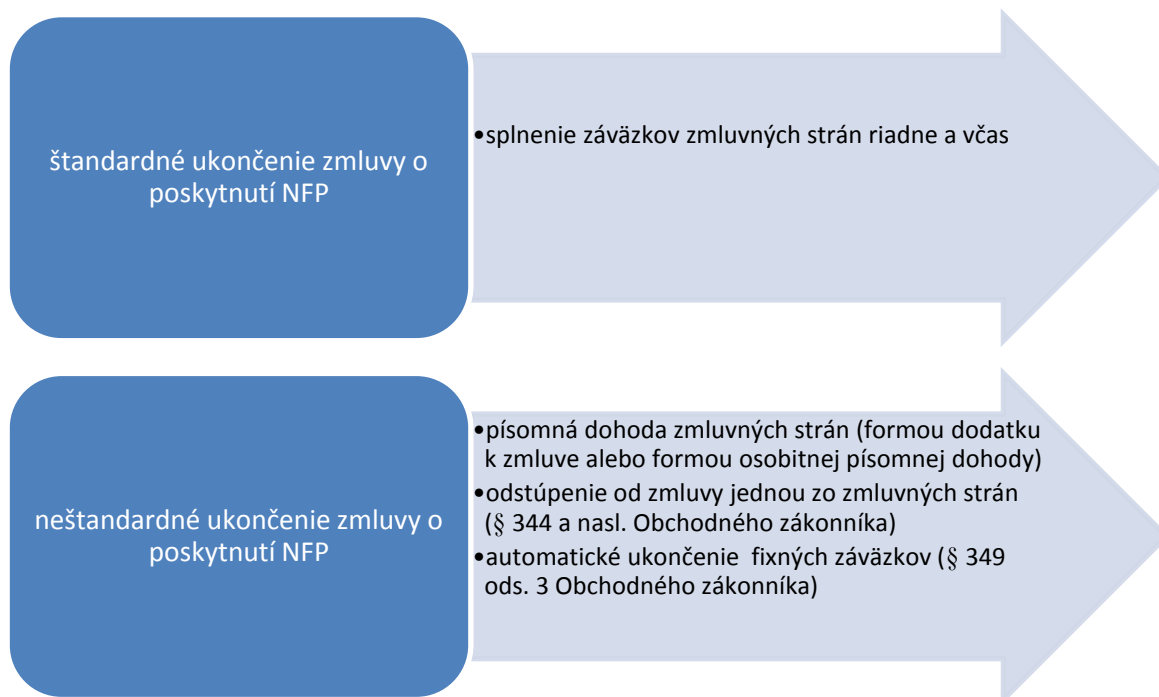 štandardné ukončenie zmluvy o
poskytnutí NFP
•splnenie záväzkov zmluvných strán riadne a včas
neštandardné ukončenie zmluvy o
poskytnutí NFP
•písomná dohoda zmluvných strán (formou dodatku
k zmluve alebo formou osobitnej písomnej dohody)
•odstúpenie od zmluvy jednou zo zmluvných strán
(§ 344 a nasl. Obchodného zákonníka)
•automatické ukončenie fixných záväzkov (§ 349
ods. 3 Obchodného zákonníka)